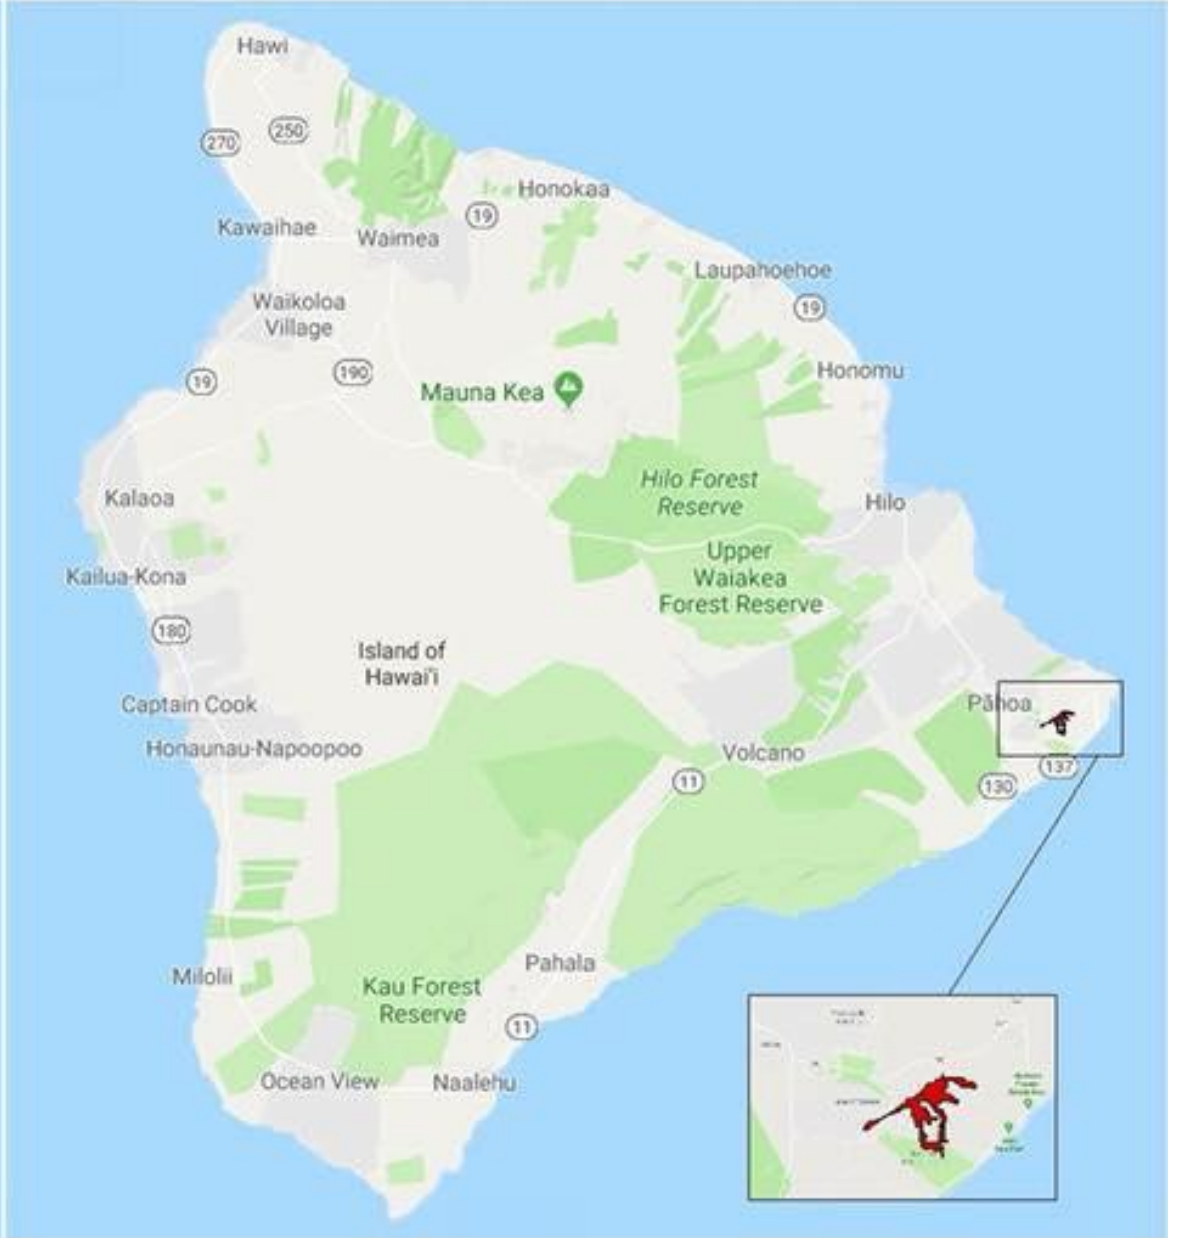 Hawi
270
250
Honokaa
19
Kawaihae
Waimea
Laupahoehoe
Waikoloa
Village
19
190
19
Honomu
Mauna Kea
Hilo Forest
Reserve
Kalaoa
Hilo
Upper
Waiakea
Forest Reserve
Kailua-Kona
180
Island of
Hawai'i
Captain Cook
Pāhoa
Honaunau-Napoopoo
Volcano
137
11
130
Pahala
Milolii
Kau Forest
Reserve
11
Ocean View
Naalehu